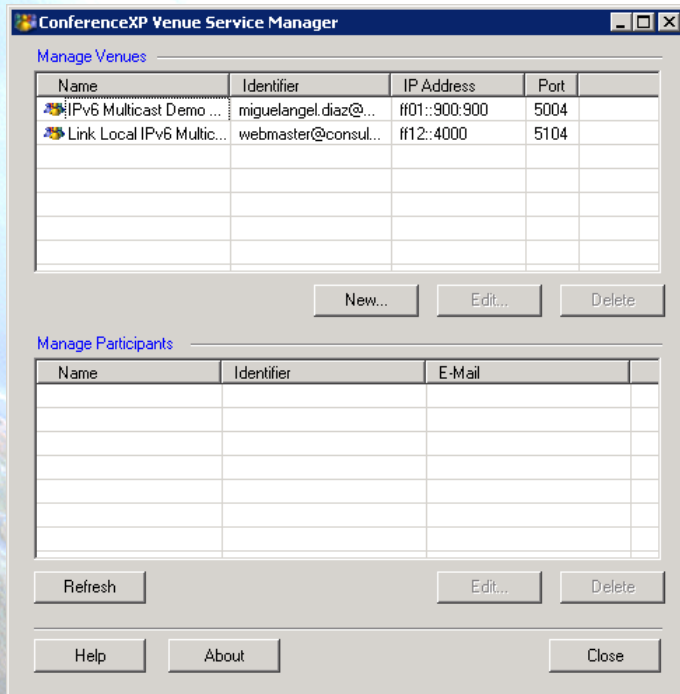 ConferenceXP Venue Service Manager
Manage Venues
Name Identifier IP Address Port
IPv6 Multicast Demo ... miguelangel.diaz@... ff01::900:900 5004
Link Local IPv6 Multic... webmaster@consul... ff12::4000 5104
New... Edit... Delete
Manage Participants
Name Identifier E-Mail
Refresh Edit... Delete
Help About Close